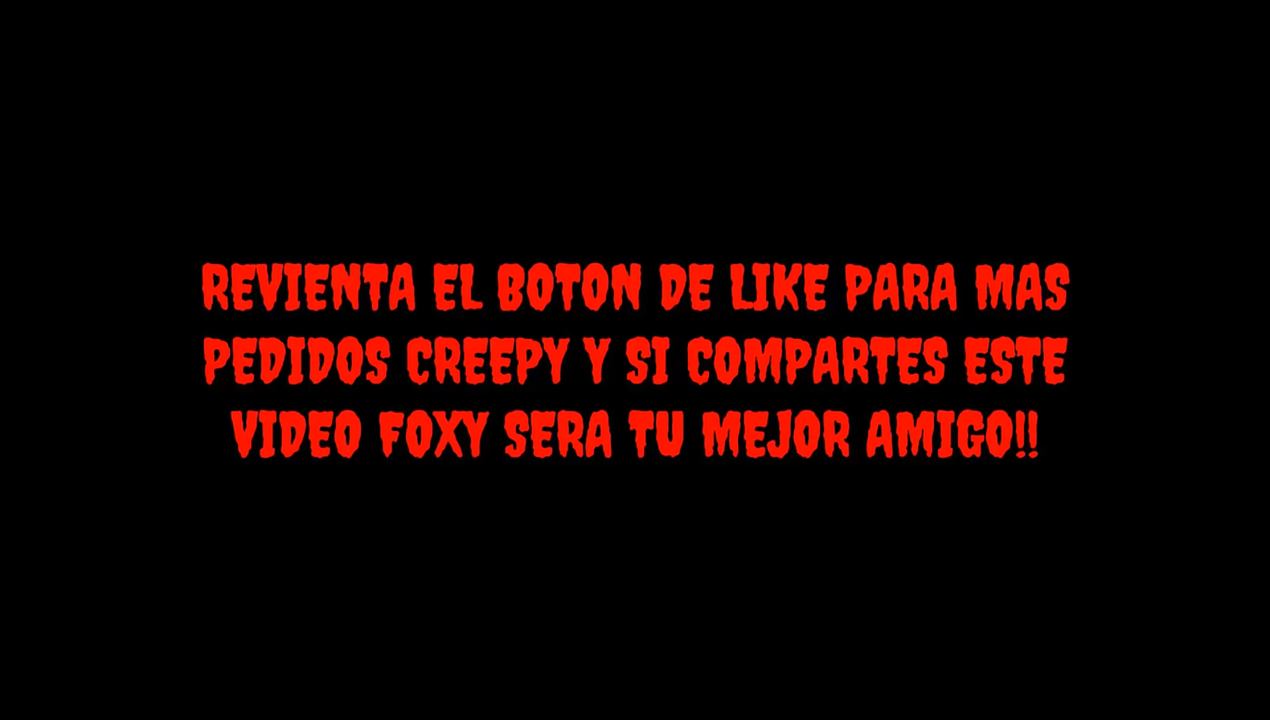 REVIENTA EL BOTON DE LIKE PARA MAS
PEDIDOS CREEPY Y SI COMPARTES ESTE
VIDEO FOXY SERA TU MEJOR AMIGO!!